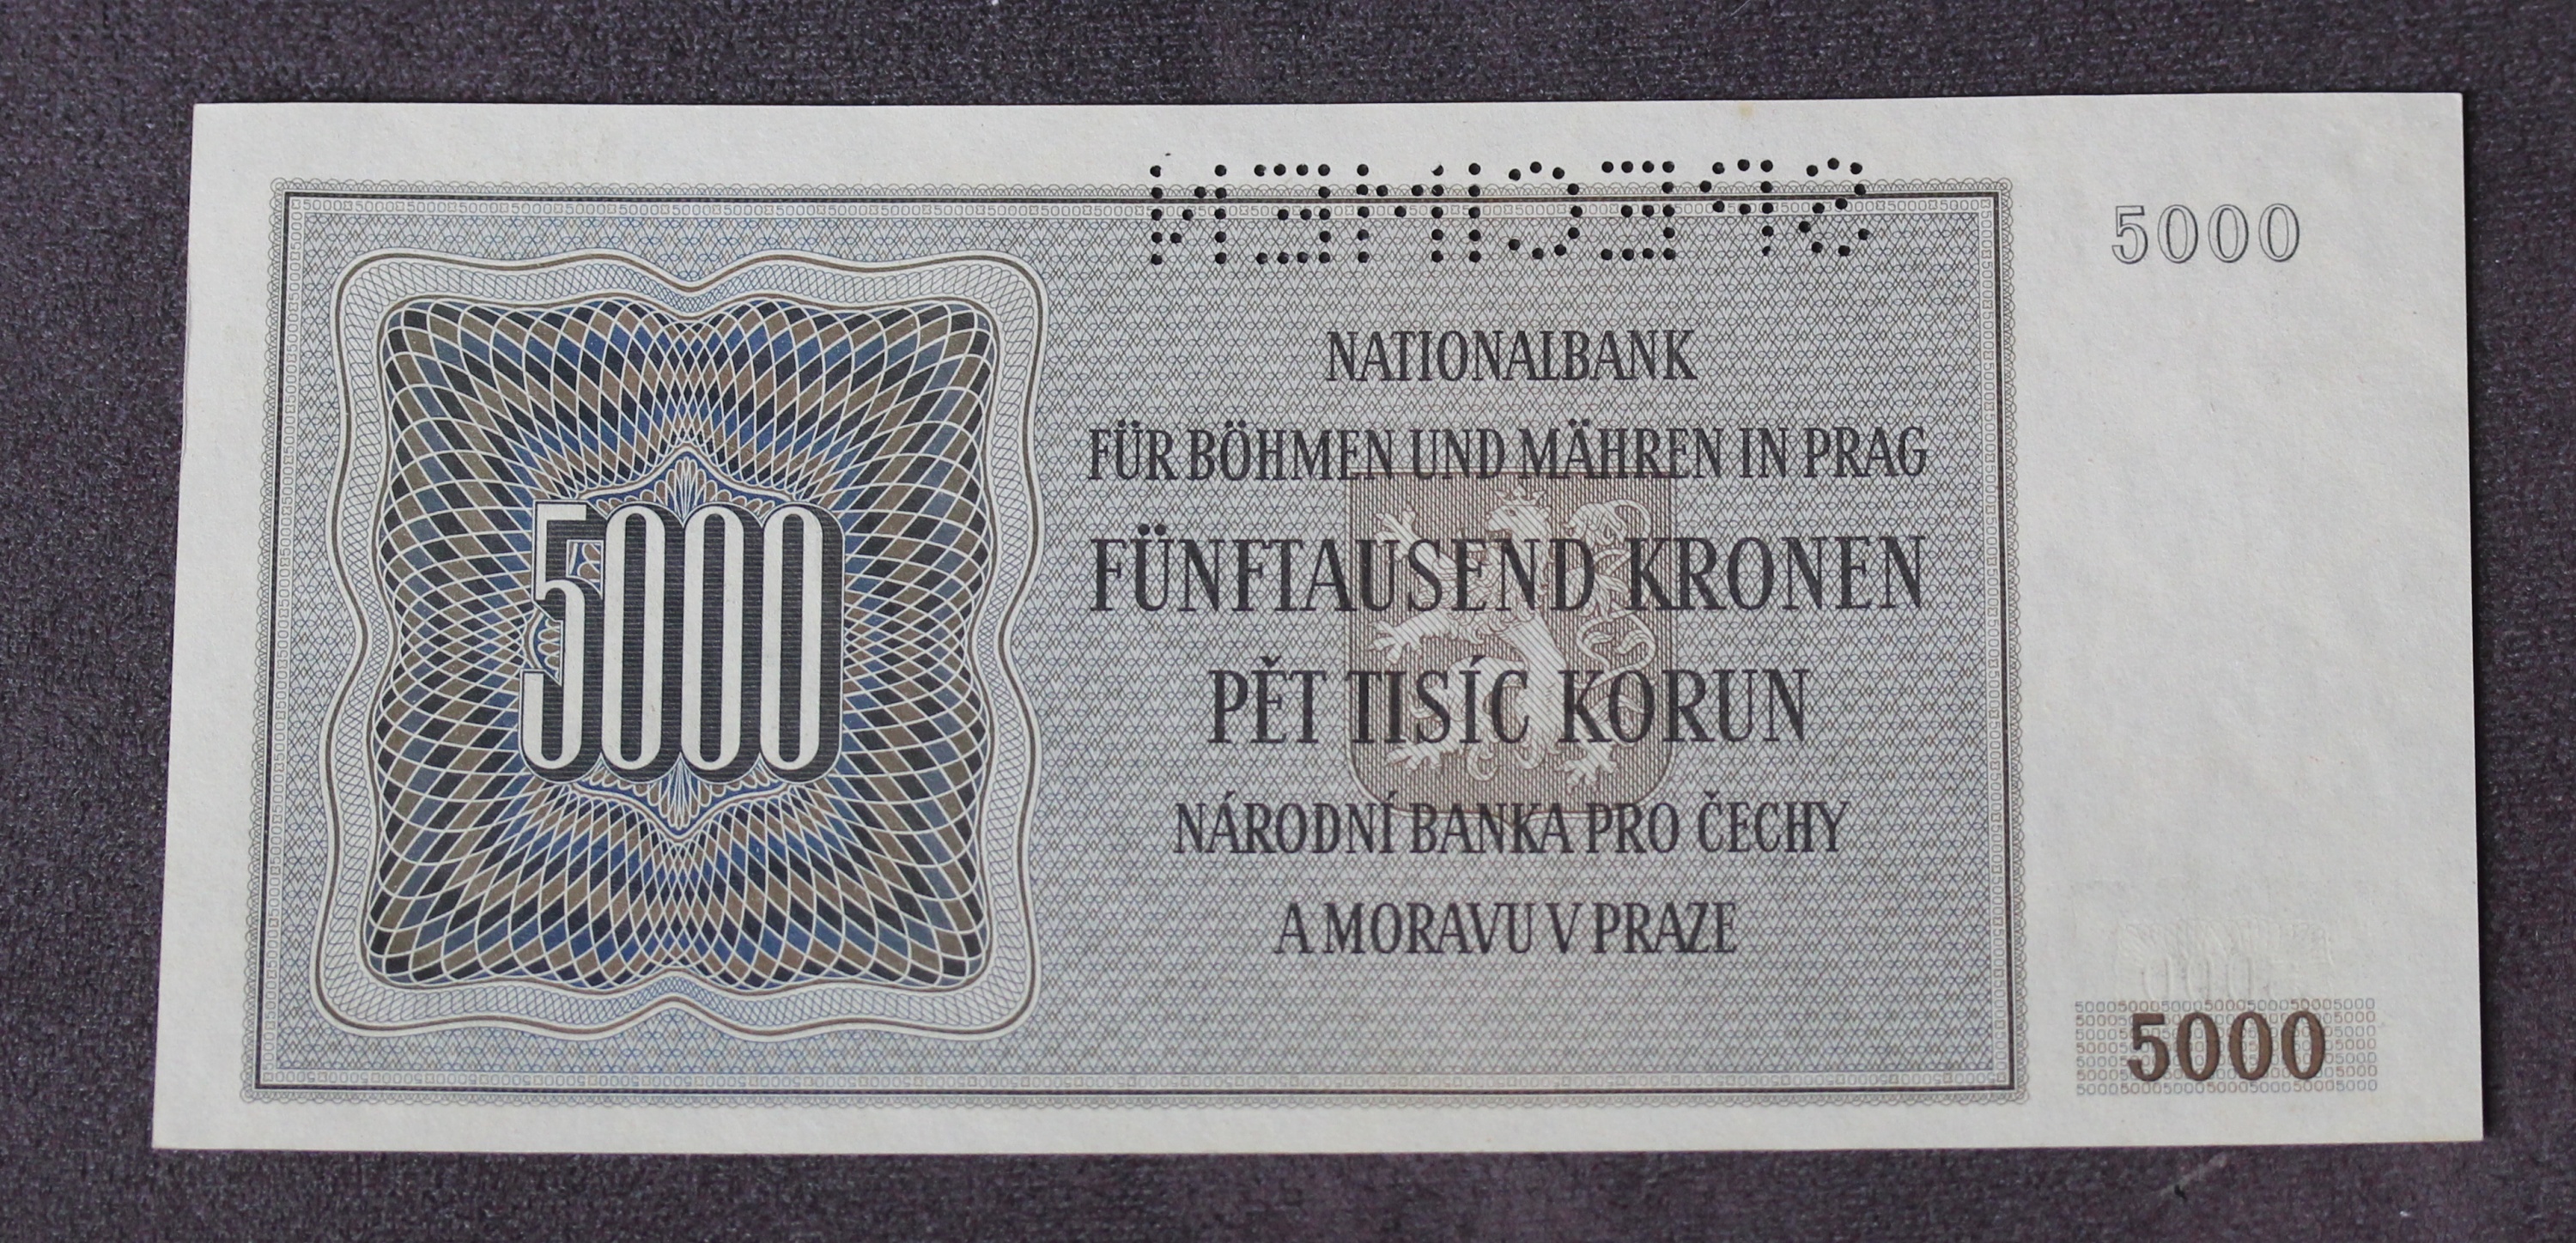 SPECIMEN
5000
NATIONALBANK
FÜR BÖHMEN UND MÄHREN IN PRAG
FÜNFTAUSEND KRONEN
PĚT TISÍC KORUN
NÁRODNÍ BANKA PRO ČECHY
A MORAVU V PRAZE
5000
5000